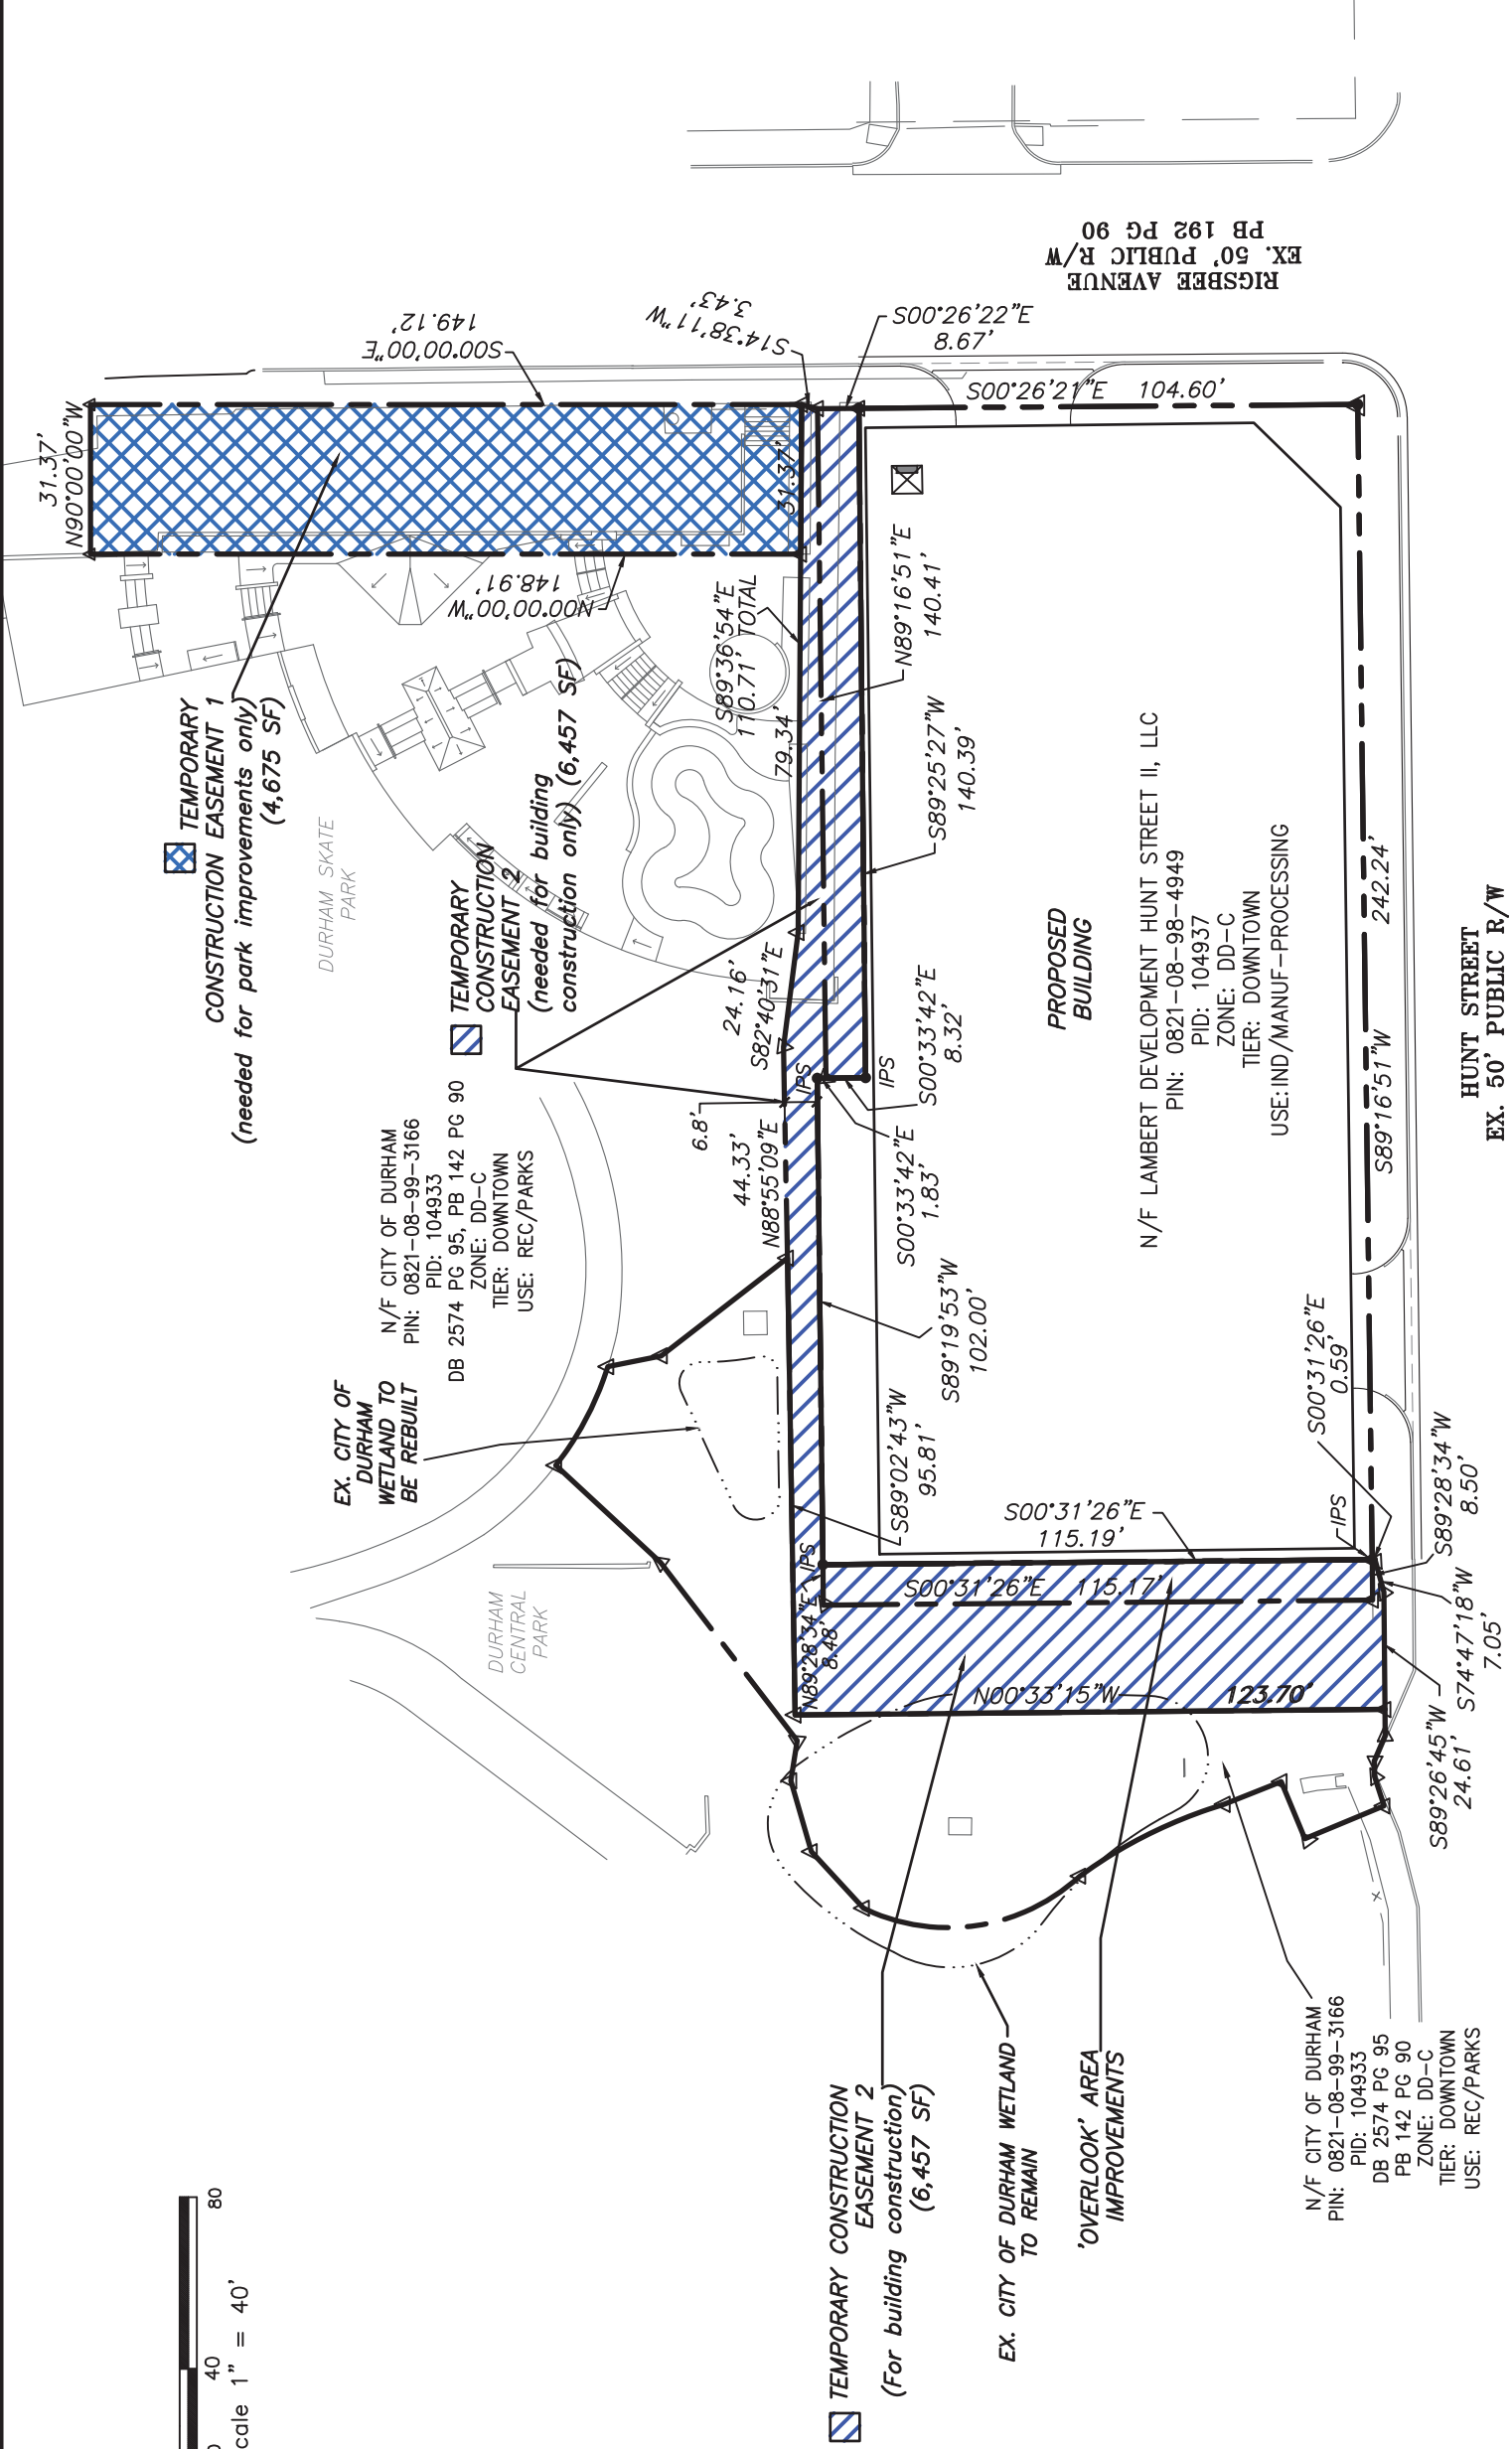 31.37'
N90°00'00"W
149.12'
S00°00'00"E
3.43'
S14°38'11"W
S00°26'22"E
8.67'
RIGSBEE AVENUE
EX. 50' PUBLIC R/W
PB 192 PG 90
S00°26'21"E 104.60'
31.37'
148.91'
N00°00'00"W
S89°36'54"E
110.71' TOTAL
79.34'
N89°16'51"E
140.41'
S89°25'27"W
140.39'
TEMPORARY
CONSTRUCTION EASEMENT 1
(needed for park improvements only)
(4,675 SF)
DURHAM SKATE
PARK
TEMPORARY
CONSTRUCTION
EASEMENT 2
(needed for building
construction only) (6,457 SF)
24.16'
S82°40'31"E
IPS
IPS
S00°33'42"E
8.32'
6.8'
44.33'
N88°55'09"E
S00°33'42"E
1.83'
S89°19'53"W
102.00'
N/F CITY OF DURHAM
PIN: 0821-08-99-3166
PID: 104933
DB 2574 PG 95, PB 142 PG 90
ZONE: DD-C
TIER: DOWNTOWN
USE: REC/PARKS
PROPOSED
BUILDING
N/F LAMBERT DEVELOPMENT HUNT STREET II, LLC
PIN: 0821-08-98-4949
PID: 104937
ZONE: DD-C
TIER: DOWNTOWN
USE: IND/MANUF-PROCESSING
242.24'
S89°16'51"W
HUNT STREET
EX. 50' PUBLIC R/W
EX. CITY OF
DURHAM
WETLAND TO
BE REBUILT
S89°02'43"W
95.81'
S00°31'26"E
115.19'
IPS
S00°31'26"E
0.59'
IPS
S89°28'34"W
8.50'
S74°47'18"W
7.05'
S89°26'45"W
24.61'
DURHAM
CENTRAL
PARK
N89°28'34"E
8.48'
S00°31'26"E 115.17'
N00°33'15"W 123.70'
TEMPORARY CONSTRUCTION
EASEMENT 2
(For building construction)
(6,457 SF)
EX. CITY OF DURHAM WETLAND
TO REMAIN
'OVERLOOK' AREA
IMPROVEMENTS
N/F CITY OF DURHAM
PIN: 0821-08-99-3166
PID: 104933
DB 2574 PG 95
PB 142 PG 90
ZONE: DD-C
TIER: DOWNTOWN
USE: REC/PARKS
40 80
cale 1" = 40'